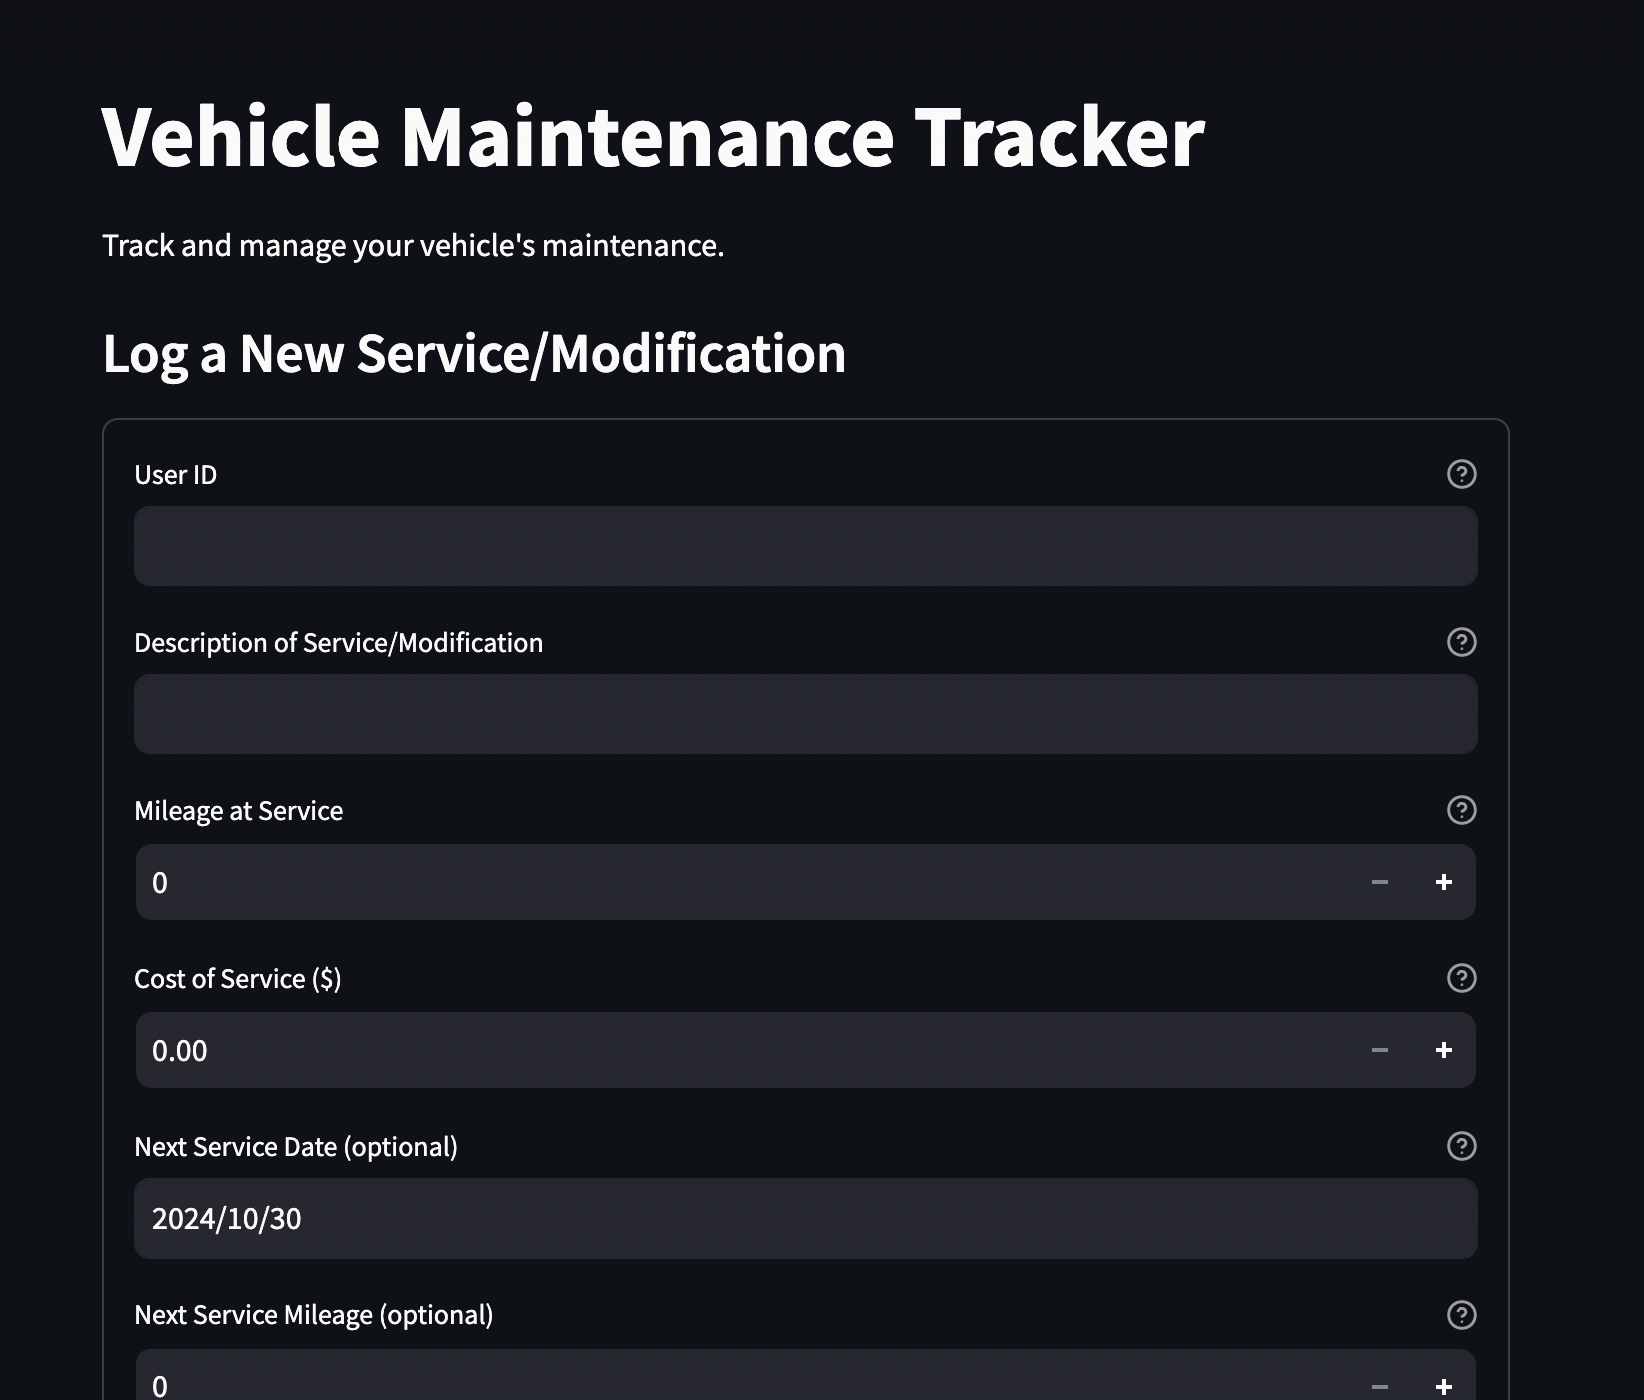 Vehicle Maintenance Tracker
Track and manage your vehicle's maintenance.
Log a New Service/Modification
User ID
Description of Service/Modification
Mileage at Service
0
Cost of Service ($)
0.00
Next Service Date (optional)
2024/10/30
Next Service Mileage (optional)
0